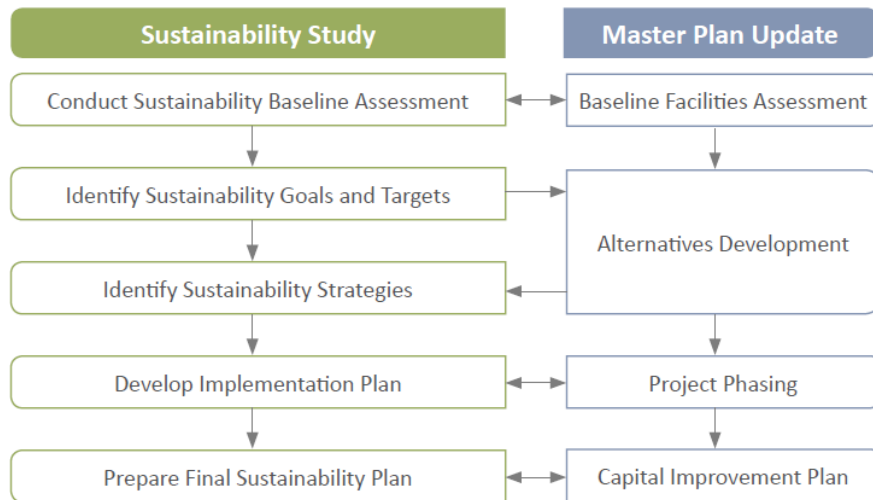 Sustainability Study
Master Plan Update
Conduct Sustainability Baseline Assessment
Baseline Facilities Assessment
Identify Sustainability Goals and Targets
Alternatives Development
Identify Sustainability Strategies
Develop Implementation Plan
Project Phasing
Prepare Final Sustainability Plan
Capital Improvement Plan